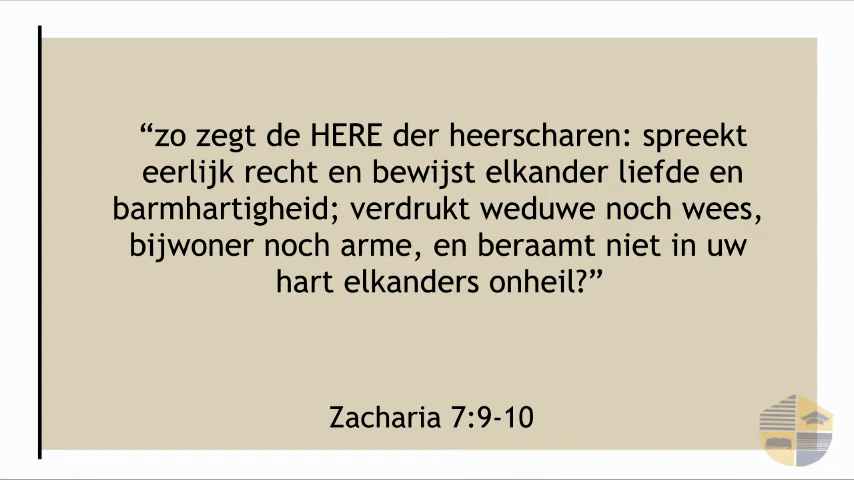 “zo zegt de HERE der heerscharen: spreekt
eerlijk recht en bewijst elkander liefde en
barmhartigheid; verdrukt weduwe noch wees,
bijwoner noch arme, en beraamt niet in uw
hart elkanders onheil?”
Zacharia 7:9-10